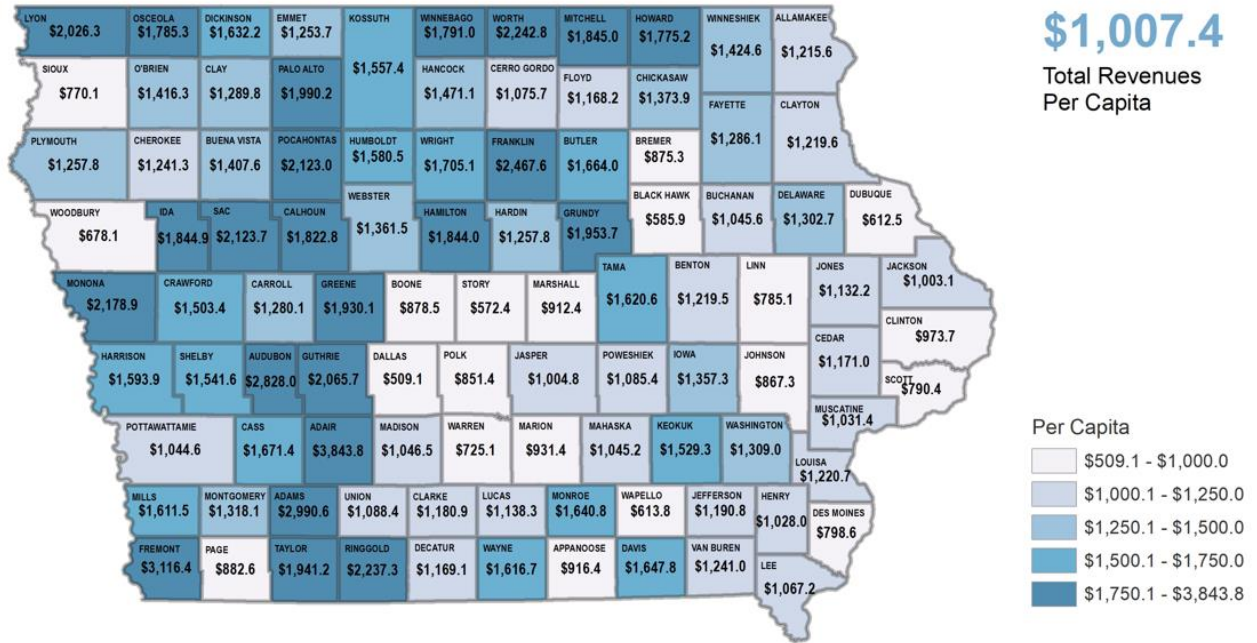 LYON
$2,026.3
OSCEOLA
$1,785.3
DICKINSON
$1,632.2
EMMET
$1,253.7
KOSSUTH
$1,557.4
WINNEBAGO
$1,791.0
WORTH
$2,242.8
MITCHELL
$1,845.0
HOWARD
$1,775.2
WINNESHIEK
$1,424.6
ALLAMAKEE
$1,215.6
$1,007.4
Total Revenues
Per Capita
SIOUX
$770.1
O'BRIEN
$1,416.3
CLAY
$1,289.8
PALO ALTO
$1,990.2
HANCOCK
$1,471.1
CERRO GORDO
$1,075.7
FLOYD
$1,168.2
CHICKASAW
$1,373.9
FAYETTE
$1,286.1
CLAYTON
$1,219.6
PLYMOUTH
$1,257.8
CHEROKEE
$1,241.3
BUENA VISTA
$1,407.6
POCAHONTAS
$2,123.0
HUMBOLDT
$1,580.5
WRIGHT
$1,705.1
FRANKLIN
$2,467.6
BUTLER
$1,664.0
BREMER
$875.3
WOODBURY
$678.1
IDA
$1,844.9
SAC
$2,123.7
CALHOUN
$1,822.8
WEBSTER
$1,361.5
HAMILTON
$1,844.0
HARDIN
$1,257.8
GRUNDY
$1,953.7
BLACK HAWK
$585.9
BUCHANAN
$1,045.6
DELAWARE
$1,302.7
DUBUQUE
$612.5
MONONA
$2,178.9
CRAWFORD
$1,503.4
CARROLL
$1,280.1
GREENE
$1,930.1
BOONE
$878.5
STORY
$572.4
MARSHALL
$912.4
TAMA
$1,620.6
BENTON
$1,219.5
LINN
$785.1
JONES
$1,132.2
JACKSON
$1,003.1
CLINTON
$973.7
HARRISON
$1,593.9
SHELBY
$1,541.6
AUDUBON
$2,828.0
GUTHRIE
$2,065.7
DALLAS
$509.1
POLK
$851.4
JASPER
$1,004.8
POWESHIEK
$1,085.4
IOWA
$1,357.3
JOHNSON
$867.3
CEDAR
$1,171.0
SCOTT
$790.4
MUSCATINE
$1,031.4
POTTAWATTAMIE
$1,044.6
CASS
$1,671.4
ADAIR
$3,843.8
MADISON
$1,046.5
WARREN
$725.1
MARION
$931.4
MAHASKA
$1,045.2
KEOKUK
$1,529.3
WASHINGTON
$1,309.0
LOUISA
$1,220.7
MILLS
$1,611.5
MONTGOMERY
$1,318.1
ADAMS
$2,990.6
UNION
$1,088.4
CLARKE
$1,180.9
LUCAS
$1,138.3
MONROE
$1,640.8
WAPELLO
$613.8
JEFFERSON
$1,190.8
HENRY
$1,028.0
DES MOINES
$798.6
FREMONT
$3,116.4
PAGE
$882.6
TAYLOR
$1,941.2
RINGGOLD
$2,237.3
DECATUR
$1,169.1
WAYNE
$1,616.7
APPANOOSE
$916.4
DAVIS
$1,647.8
VAN BUREN
$1,241.0
LEE
$1,067.2
Per Capita
$509.1 - $1,000.0
$1,000.1 - $1,250.0
$1,250.1 - $1,500.0
$1,500.1 - $1,750.0
$1,750.1 - $3,843.8